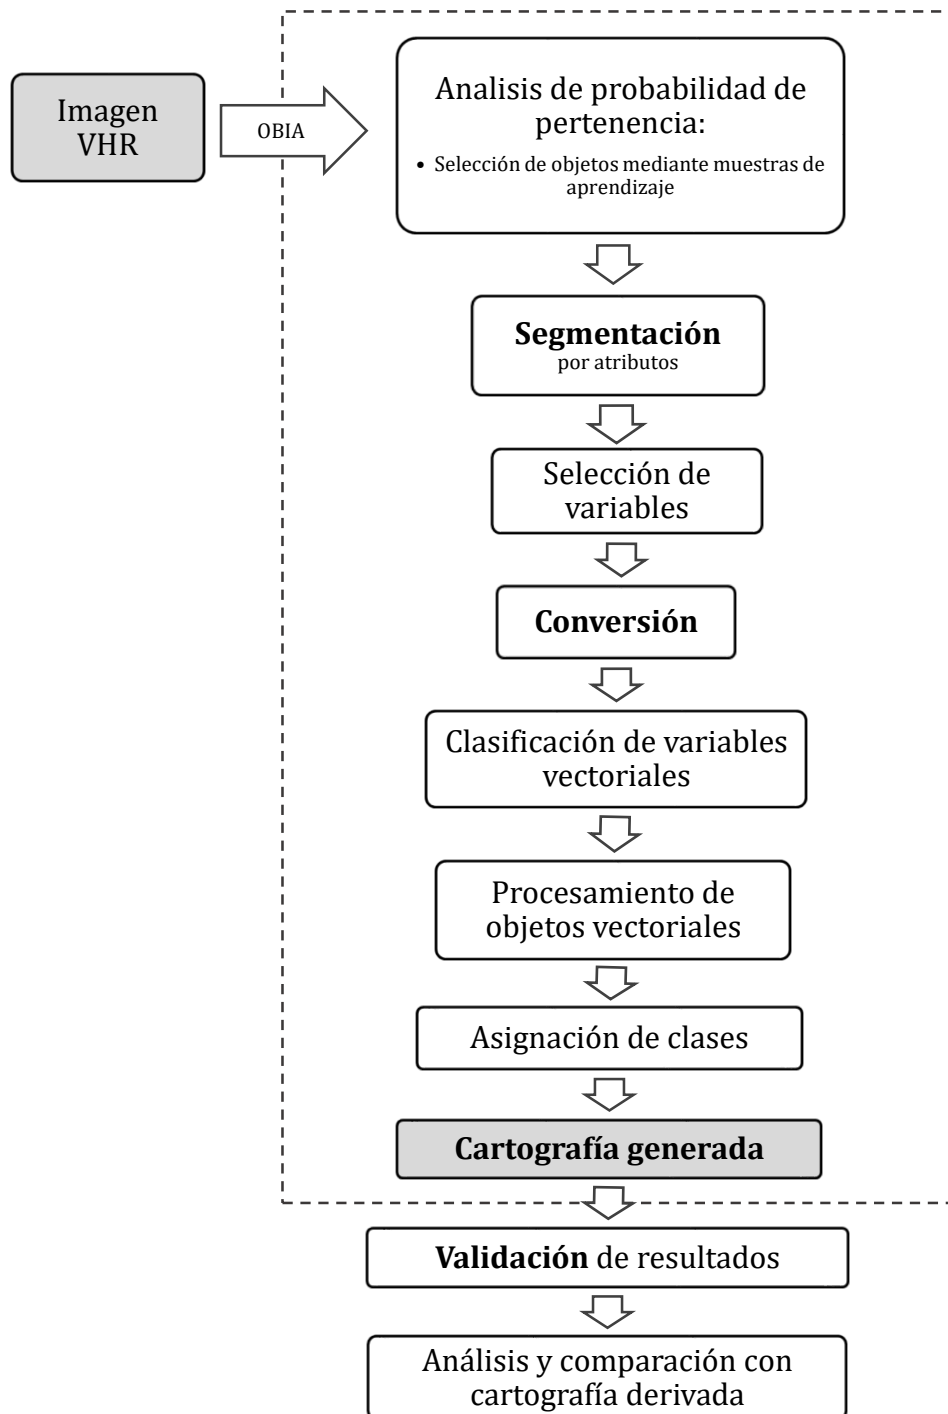 Imagen
VHR
OBIA
Analisis de probabilidad de
pertenencia:
• Selección de objetos mediante muestras de
aprendizaje
Segmentación
por atributos
Selección de
variables
Conversión
Clasificación de variables
vectoriales
Procesamiento de
objetos vectoriales
Asignación de clases
Cartografía generada
Validación de resultados
Análisis y comparación con
cartografía derivada